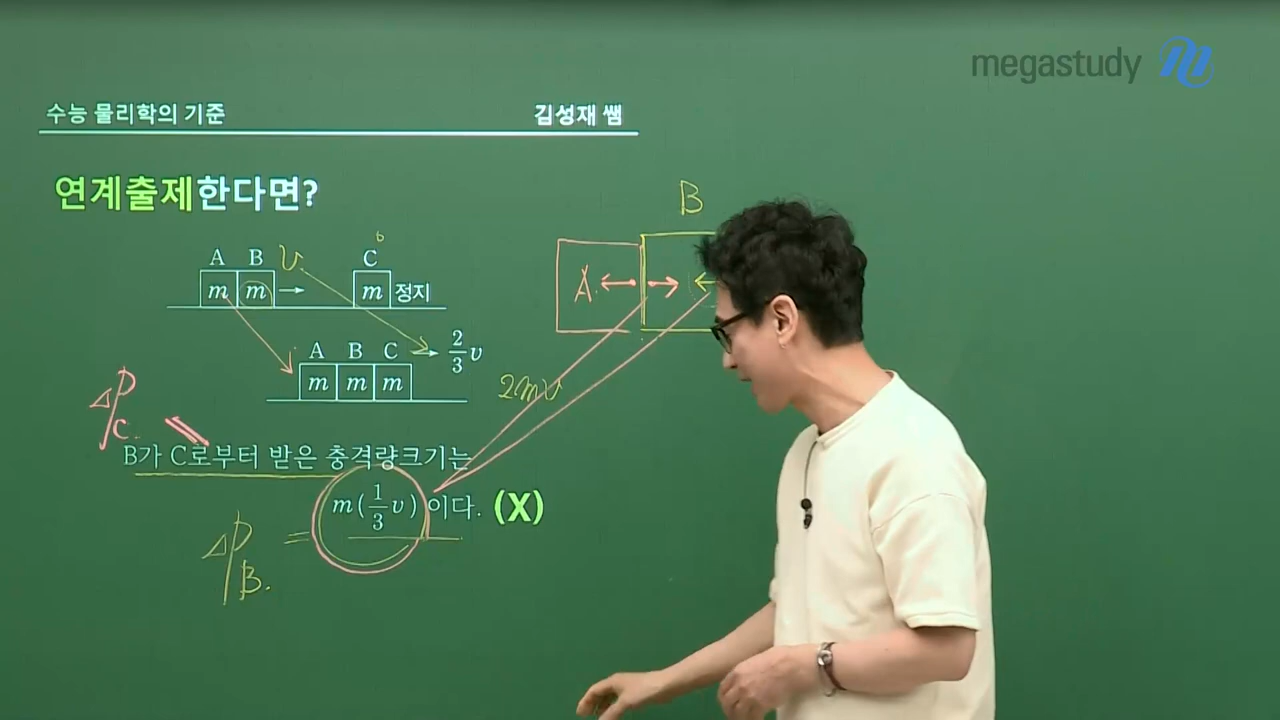 megastudy
수능 물리학의 기준 김성재 쌤
연계출제한다면?
B
A B v C 0
m m m 정지
A
A B C 2/3 v
m m m
2mv
ΔP_C
B가 C로부터 받은 충격량크기는
m(1/3 v)이다. (X)
ΔP_B. =